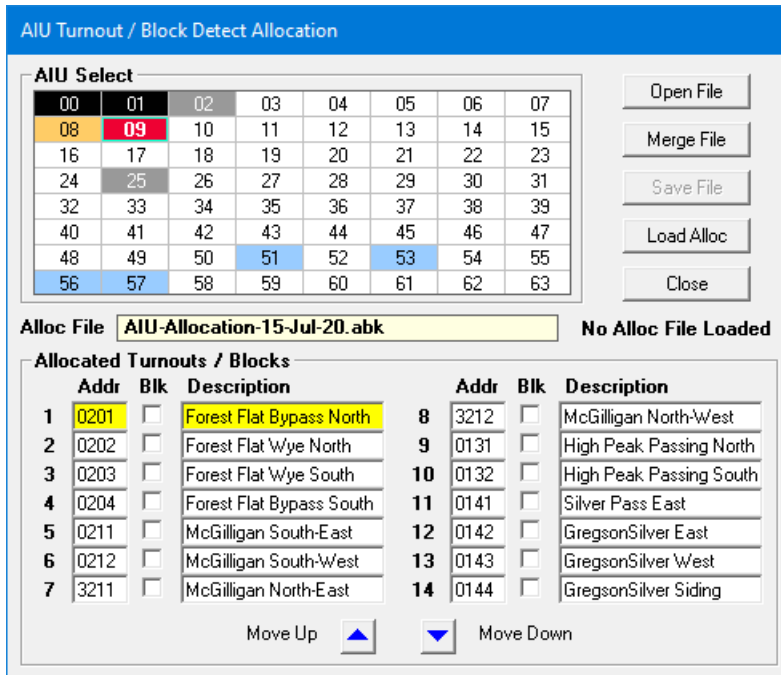 AIU Turnout / Block Detect Allocation
AIU Select
00 01 02 03 04 05 06 07
08 09 10 11 12 13 14 15
16 17 18 19 20 21 22 23
24 25 26 27 28 29 30 31
32 33 34 35 36 37 38 39
40 41 42 43 44 45 46 47
48 49 50 51 52 53 54 55
56 57 58 59 60 61 62 63
Open File
Merge File
Save File
Load Alloc
Close
Alloc File AIU-Allocation-15-Jul-20.abk No Alloc File Loaded
Allocated Turnouts / Blocks
Addr Blk Description Addr Blk Description
1 0201 Forest Flat Bypass North 8 3212 McGilligan North-West
2 0202 Forest Flat Wye North 9 0131 High Peak Passing North
3 0203 Forest Flat Wye South 10 0132 High Peak Passing South
4 0204 Forest Flat Bypass South 11 0141 Silver Pass East
5 0211 McGilligan South-East 12 0142 GregsonSilver East
6 0212 McGilligan South-West 13 0143 GregsonSilver West
7 3211 McGilligan North-East 14 0144 GregsonSilver Siding
Move Up Move Down